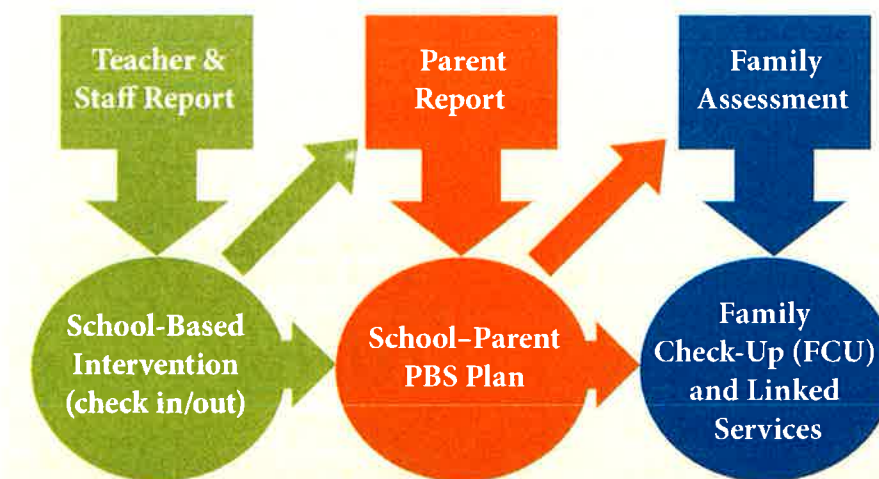 Teacher &
Staff Report
Parent
Report
Family
Assessment
School-Based
Intervention
(check in/out)
School–Parent
PBS Plan
Family
Check-Up (FCU)
and Linked
Services